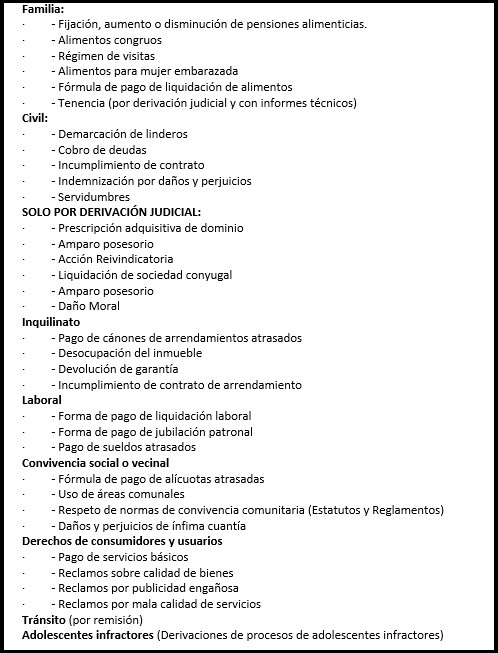 Familia:
· - Fijación, aumento o disminución de pensiones alimenticias.
· - Alimentos congruos
· - Régimen de visitas
· - Alimentos para mujer embarazada
· - Fórmula de pago de liquidación de alimentos
· - Tenencia (por derivación judicial y con informes técnicos)
Civil:
· - Demarcación de linderos
· - Cobro de deudas
· - Incumplimiento de contrato
· - Indemnización por daños y perjuicios
· - Servidumbres
SOLO POR DERIVACIÓN JUDICIAL:
· - Prescripción adquisitiva de dominio
· - Amparo posesorio
· - Acción Reivindicatoria
· - Liquidación de sociedad conyugal
· - Amparo posesorio
· - Daño Moral
Inquilinato
· - Pago de cánones de arrendamientos atrasados
· - Desocupación del inmueble
· - Devolución de garantía
· - Incumplimiento de contrato de arrendamiento
Laboral
· - Forma de pago de liquidación laboral
· - Forma de pago de jubilación patronal
· - Pago de sueldos atrasados
Convivencia social o vecinal
· - Fórmula de pago de alícuotas atrasadas
· - Uso de áreas comunales
· - Respeto de normas de convivencia comunitaria (Estatutos y Reglamentos)
· - Daños y perjuicios de ínfima cuantía
Derechos de consumidores y usuarios
· - Pago de servicios básicos
· - Reclamos sobre calidad de bienes
· - Reclamos por publicidad engañosa
· - Reclamos por mala calidad de servicios
Tránsito (por remisión)
Adolescentes infractores (Derivaciones de procesos de adolescentes infractores)